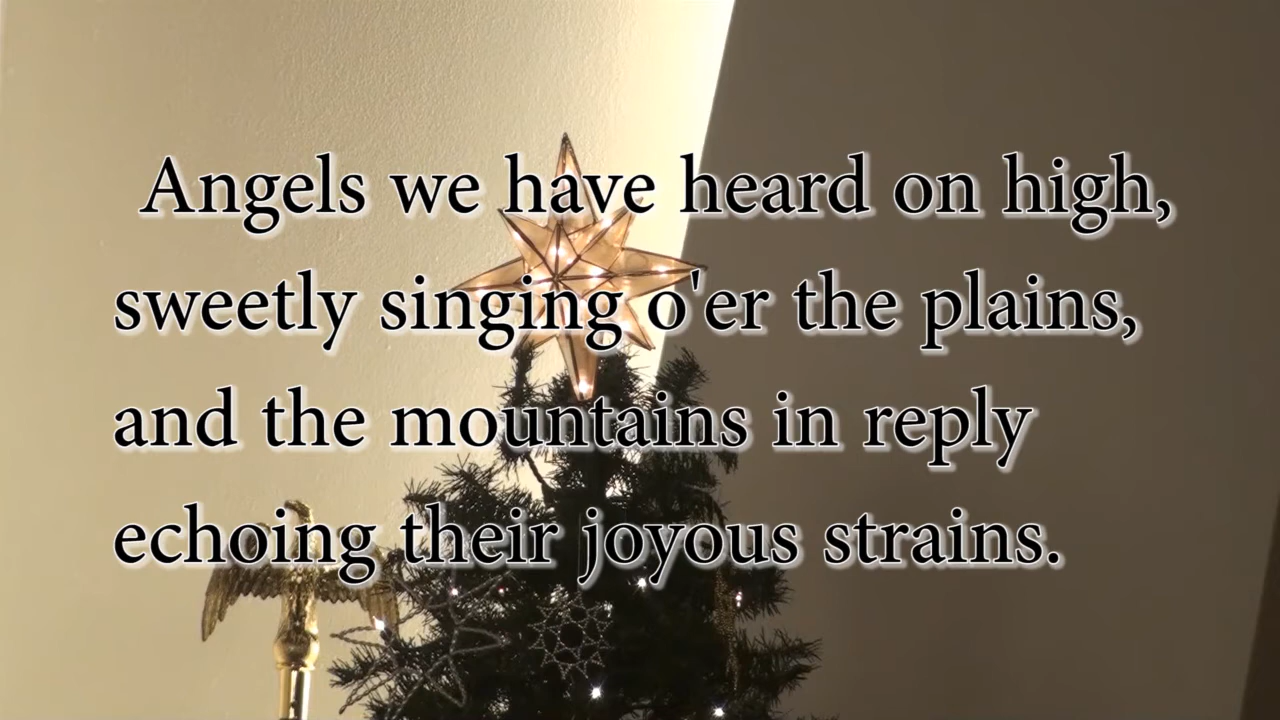 Angels we have heard on high,
sweetly singing o'er the plains,
and the mountains in reply
echoing their joyous strains.